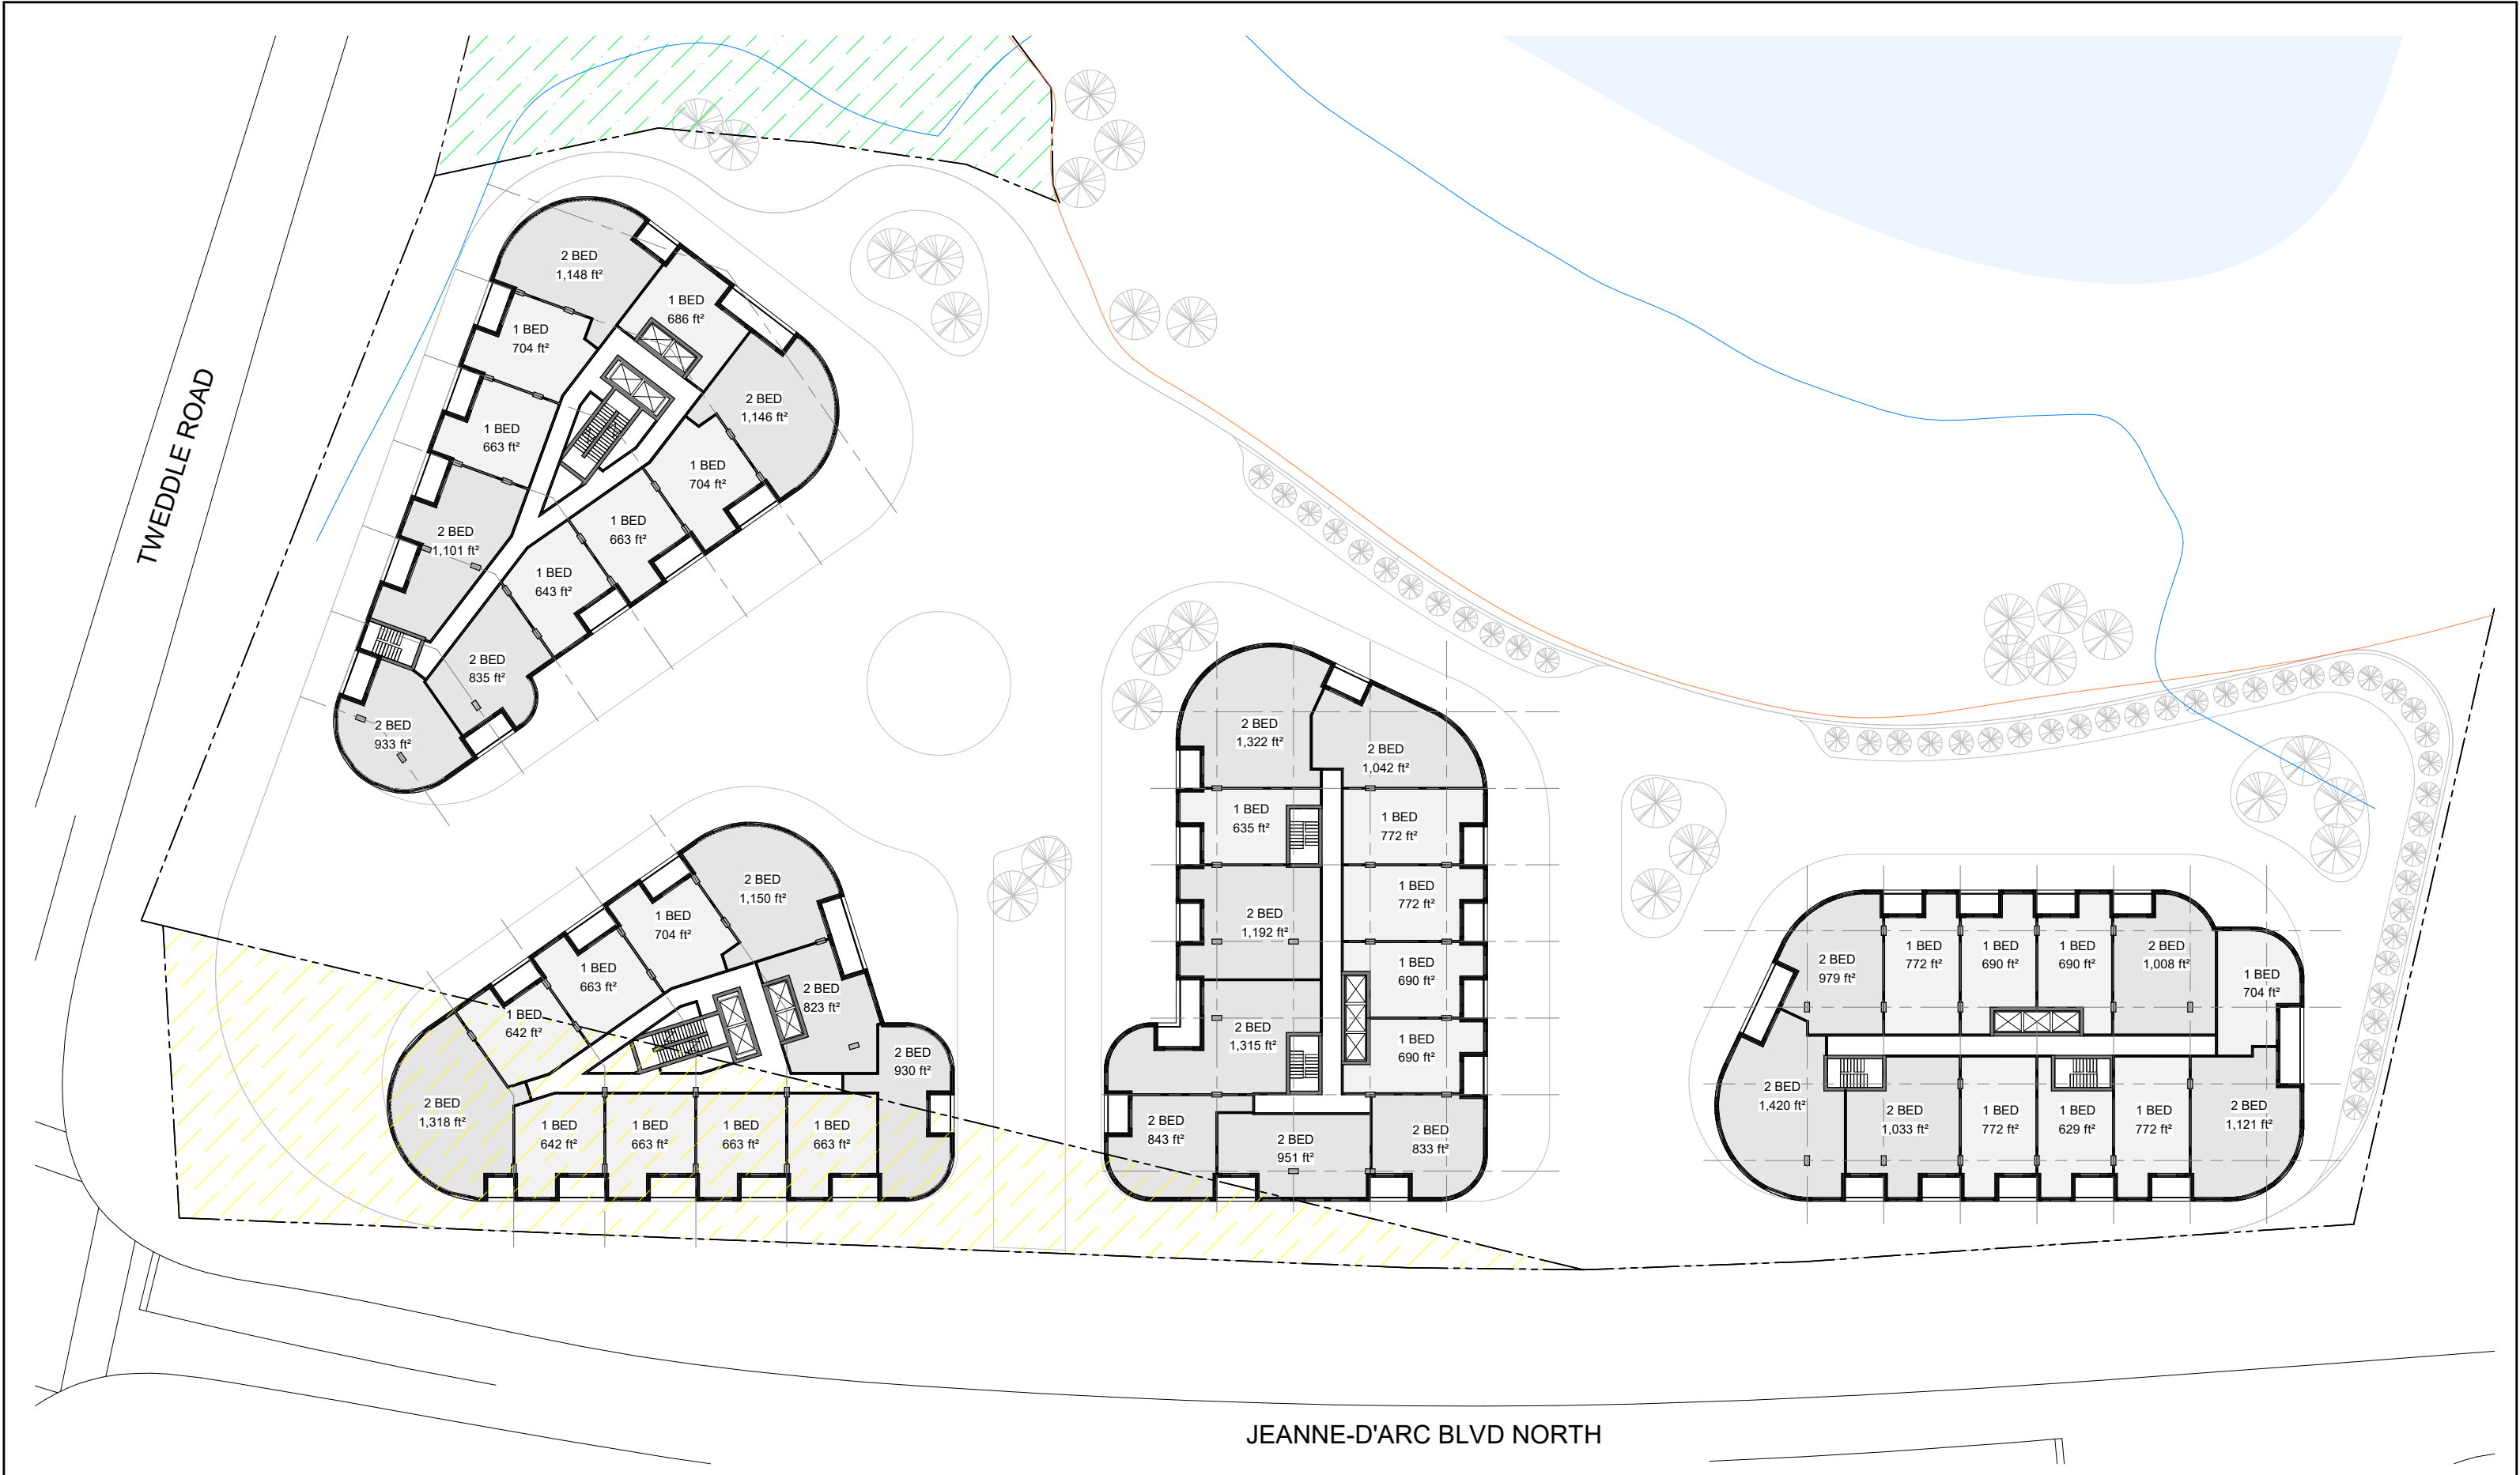 TWEDDLE ROAD
2 BED
1,148 ft²
1 BED
686 ft²
1 BED
704 ft²
2 BED
1,146 ft²
1 BED
663 ft²
1 BED
704 ft²
2 BED
1,101 ft²
1 BED
663 ft²
1 BED
643 ft²
2 BED
835 ft²
2 BED
933 ft²
2 BED
1,150 ft²
1 BED
704 ft²
1 BED
663 ft²
2 BED
823 ft²
1 BED
642 ft²
2 BED
930 ft²
2 BED
1,318 ft²
1 BED
642 ft²
1 BED
663 ft²
1 BED
663 ft²
1 BED
663 ft²
2 BED
1,322 ft²
2 BED
1,042 ft²
1 BED
635 ft²
1 BED
772 ft²
1 BED
772 ft²
2 BED
1,192 ft²
1 BED
690 ft²
2 BED
1,315 ft²
1 BED
690 ft²
2 BED
843 ft²
2 BED
951 ft²
2 BED
833 ft²
2 BED
979 ft²
1 BED
772 ft²
1 BED
690 ft²
1 BED
690 ft²
2 BED
1,008 ft²
1 BED
704 ft²
2 BED
1,420 ft²
2 BED
1,033 ft²
1 BED
772 ft²
1 BED
629 ft²
1 BED
772 ft²
2 BED
1,121 ft²
JEANNE-D'ARC BLVD NORTH